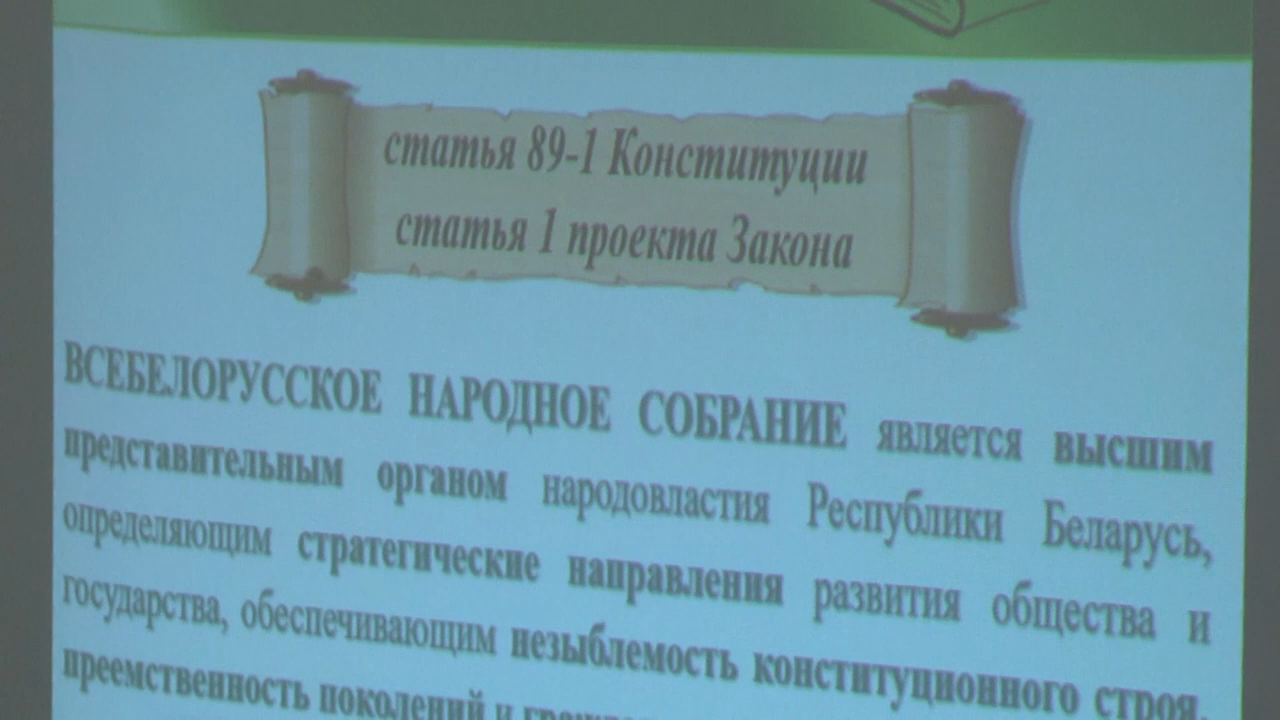 статья 89-1 Конституции
статья 1 проекта Закона
ВСЕБЕЛОРУССКОЕ НАРОДНОЕ СОБРАНИЕ является высшим
представительным органом народовластия Республики Беларусь,
определяющим стратегические направления развития общества и
государства, обеспечивающим незыблемость конституционного строя,
преемственность поколений и